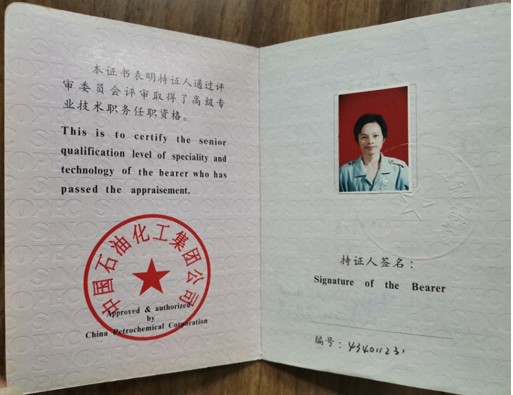 本证书表明持证人通过评
审委员会评审取得了高级专
业技术职务任职资格。
This is to certify the senior
qualification level of speciality and
technology of the bearer who has
passed the appraisement.
中国石油化工集团公司
Approved & authorized
by
China Petrochemical Corporation
持证人签名：
Signature of the Bearer
编号：